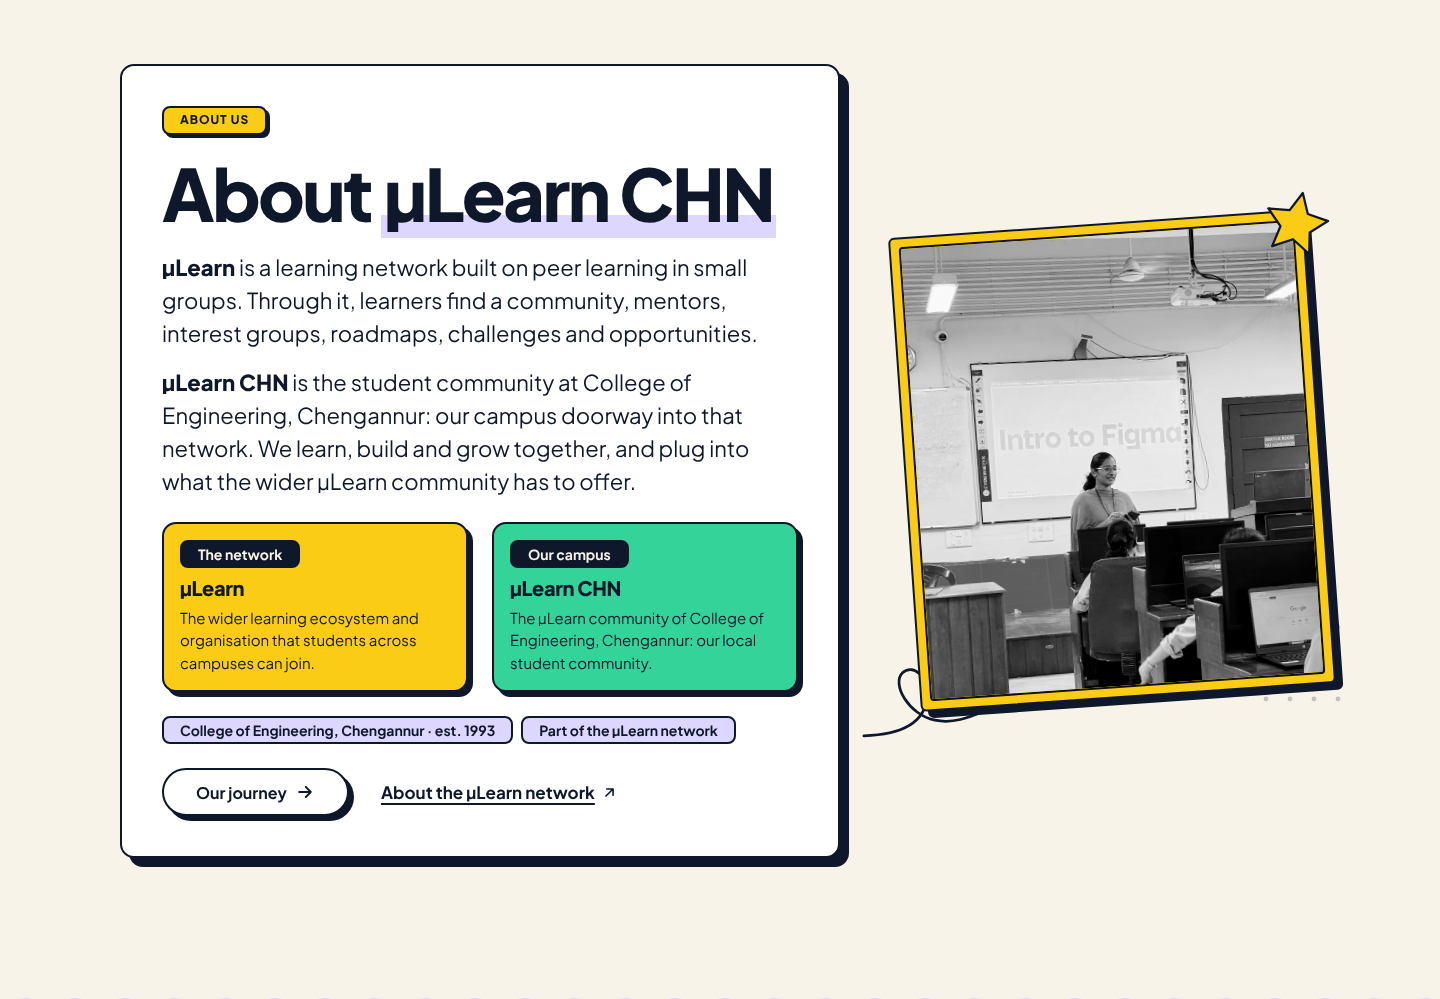 ABOUT US
About µLearn CHN
µLearn is a learning network built on peer learning in small
groups. Through it, learners find a community, mentors,
interest groups, roadmaps, challenges and opportunities.
µLearn CHN is the student community at College of
Engineering, Chengannur: our campus doorway into that
network. We learn, build and grow together, and plug into
what the wider µLearn community has to offer.
The network
µLearn
The wider learning ecosystem and
organisation that students across
campuses can join.
Our campus
µLearn CHN
The µLearn community of College of
Engineering, Chengannur: our local
student community.
College of Engineering, Chengannur · est. 1993
Part of the µLearn network
Our journey →
About the µLearn network ↗
Intro to Figma
Google